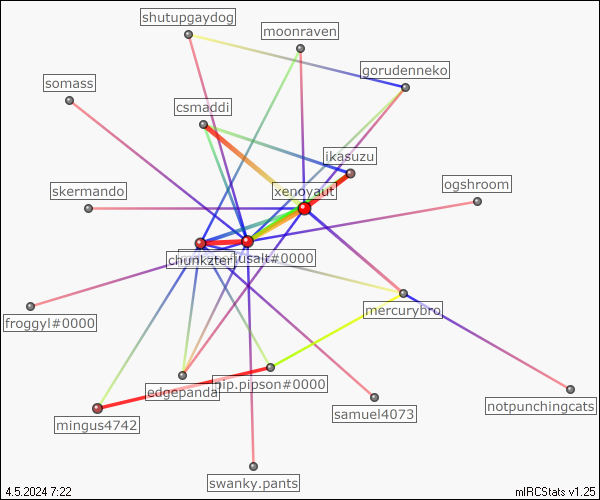 shutupgaydog
moonraven
gorudenneko
somass
csmaddi
ikasuzu
xenoyaut
skermando
ogshroom
chunkzter
usalt#0000
mercurybro
froggyl#0000
edgepanda
pip.pipson#0000
samuel4073
notpunchingcats
mingus4742
swanky.pants
4.5.2024 7:22
mIRCStats v1.25